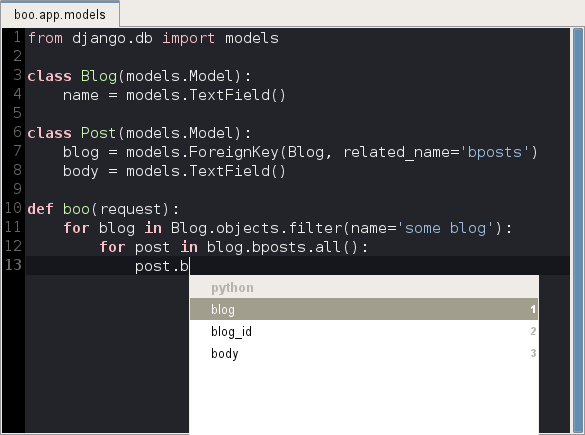 boo.app.models
1 from django.db import models
2
3 class Blog(models.Model):
4     name = models.TextField()
5
6 class Post(models.Model):
7     blog = models.ForeignKey(Blog, related_name='bposts')
8     body = models.TextField()
9
10 def boo(request):
11     for blog in Blog.objects.filter(name='some blog'):
12         for post in blog.bposts.all():
13             post.b
python
blog 1
blog_id 2
body 3